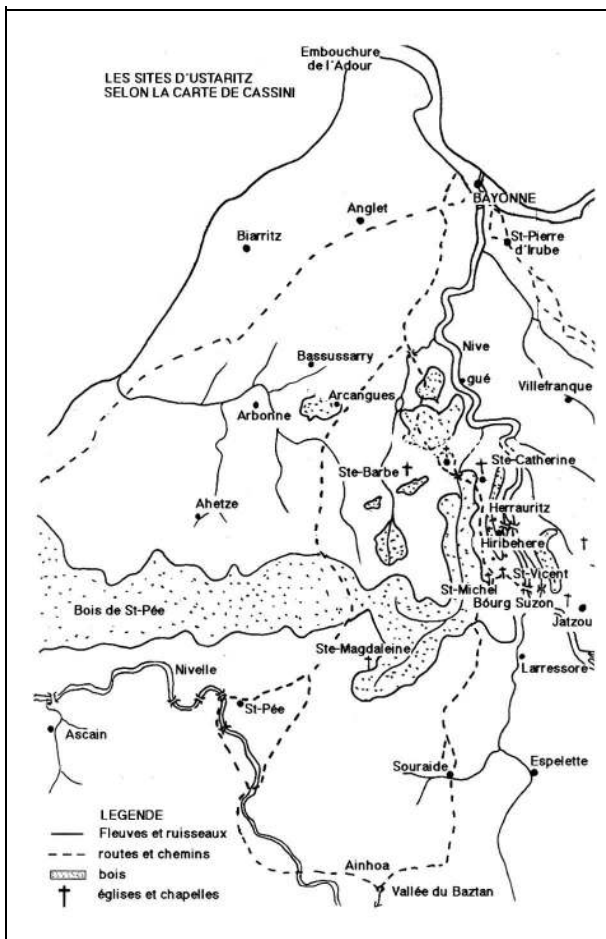 Embouchure
de l'Adour
LES SITES D'USTARITZ
SELON LA CARTE DE CASSINI
BAYONNE
Anglet
Biarritz
St-Pierre
d'Irube
Nive
Bassussarry
gué
Villefranque
Arcangues
Arbonne
Ste-Barbe
Ste-Catherine
Ahetze
Herrauritz
Hiribehere
St-Vicent
St-Michel
Bourg Suzon
Bois de St-Pée
Jatzou
Ste-Magdaleine
Larressore
Nivelle
St-Pée
Ascain
Souraide
Espelette
LEGENDE
Fleuves et ruisseaux
routes et chemins
bois
églises et chapelles
Ainhoa
Vallée du Baztan